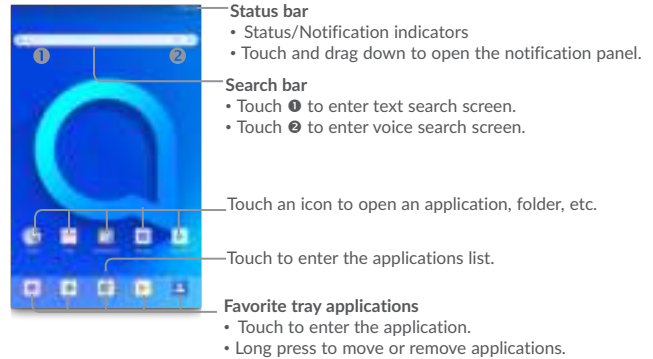 Status bar
• Status/Notification indicators
• Touch and drag down to open the notification panel.
Search bar
• Touch ❶ to enter text search screen.
• Touch ❷ to enter voice search screen.
❶ ❷
Touch an icon to open an application, folder, etc.
Touch to enter the applications list.
Favorite tray applications
• Touch to enter the application.
• Long press to move or remove applications.